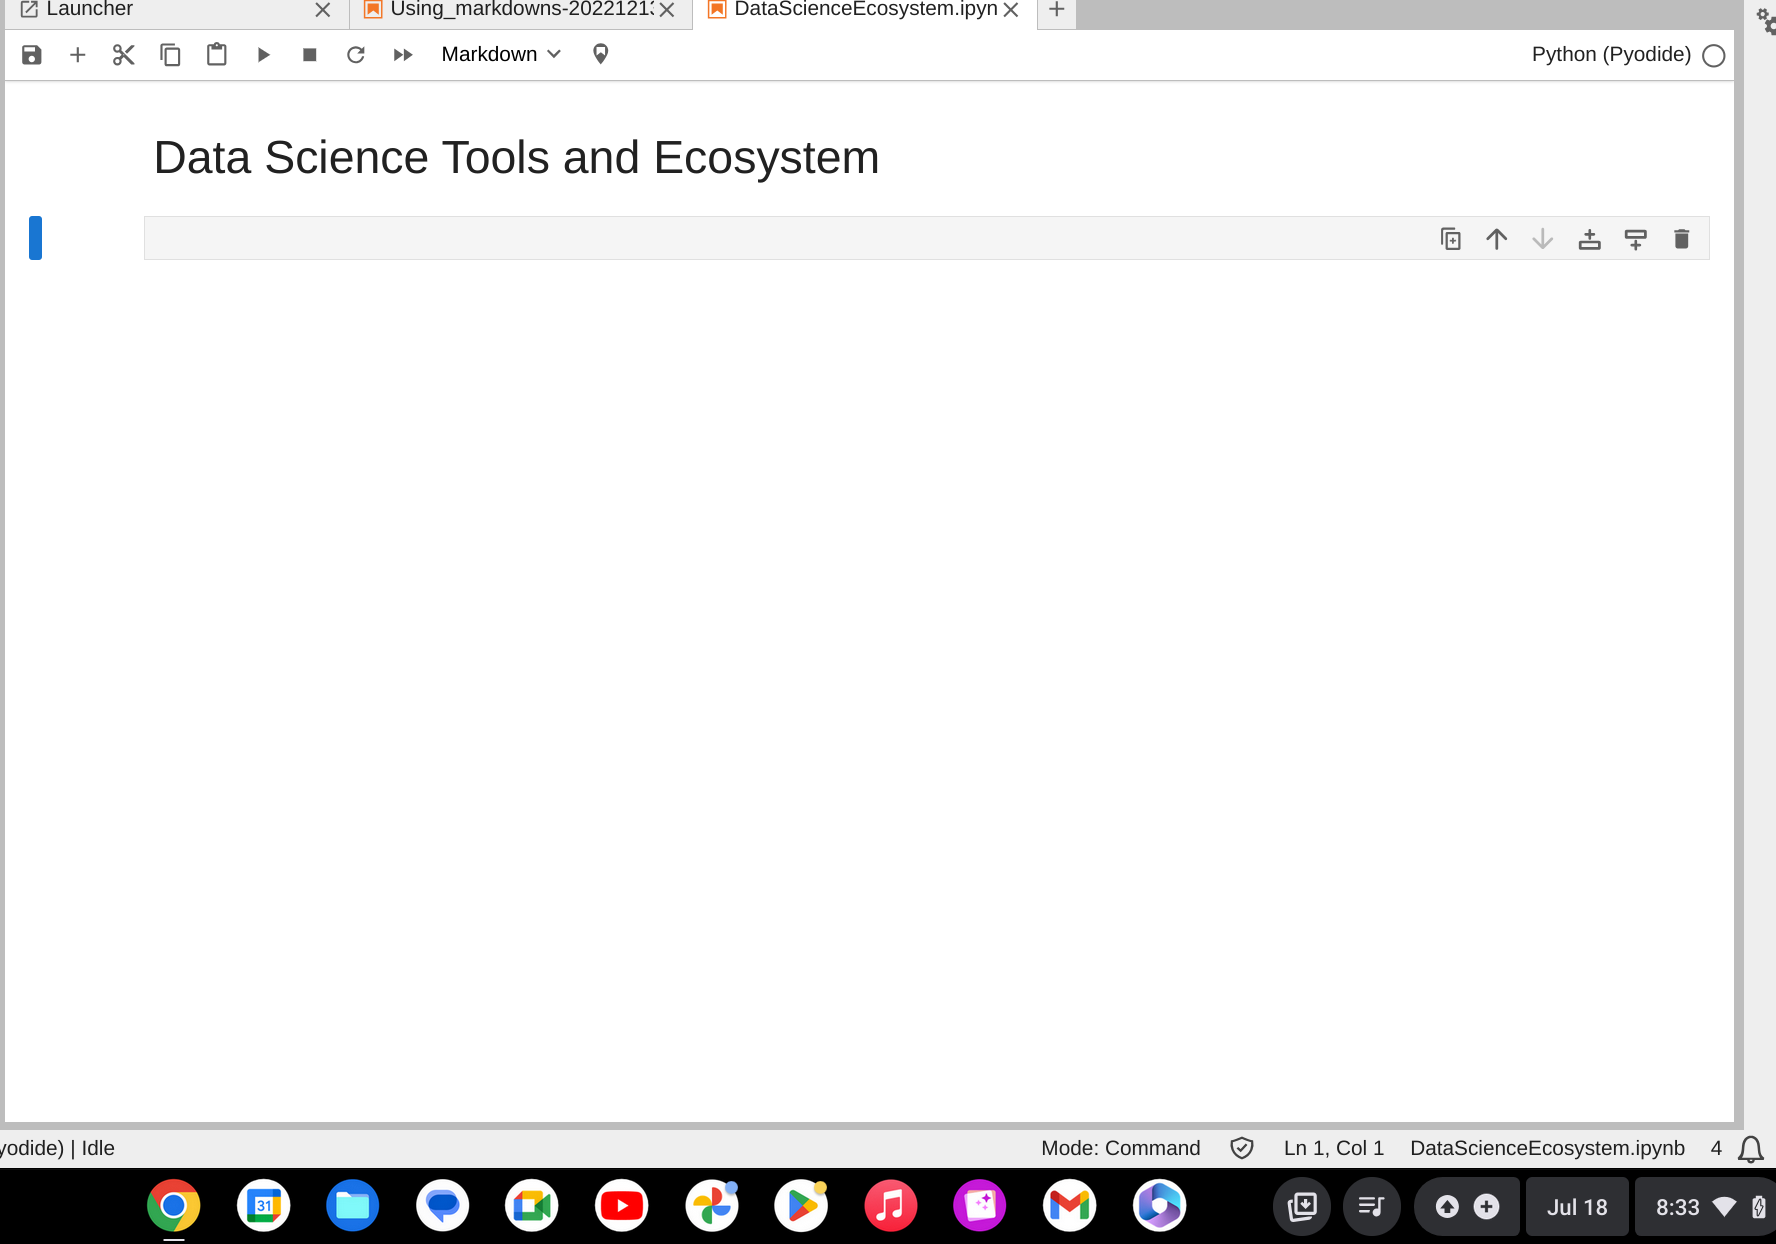 Launcher
Using_markdowns-2022121
DataScienceEcosystem.ipyn
Markdown
Python (Pyodide)
Data Science Tools and Ecosystem
yodide) | Idle
Mode: Command
Ln 1, Col 1
DataScienceEcosystem.ipynb
4
31
Jul 18
8:33